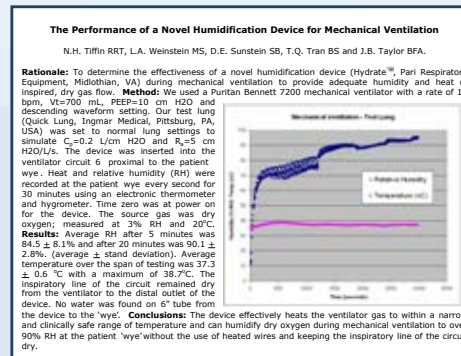 The Performance of a Novel Humidification Device for Mechanical Ventilation
N.H. Tiffin RRT, L.A. Weinstein MS, D.E. Sunstein SB, T.Q. Tran BS and J.B. Taylor BFA.
Rationale: To determine the effectiveness of a novel humidification device (Hydrate™, Pari Respirator
Equipment, Midlothian, VA) during mechanical ventilation to provide adequate humidity and heat
inspired, dry gas flow. Method: We used a Puritan Bennett 7200 mechanical ventilator with a rate of 1
bpm, Vt=700 mL, PEEP=10 cm H2O and
descending waveform setting. Our test lung
(Quick Lung, Ingmar Medical, Pittsburg, PA,
USA) was set to normal lung settings to
simulate Cp=0.2 L/cm H2O and R =5 cm
H2O/L/s. The device was inserted into the
ventilator circuit 6 proximal to the patient
wye. Heat and relative humidity (RH) were
recorded at the patient wye every second for
30 minutes using an electronic thermometer
and hygrometer. Time zero was at power on
for the device. The source gas was dry
oxygen; measured at 3% RH and 20°C.
Results: Average RH after 5 minutes was
84.5 ± 8.1% and after 20 minutes was 90.1 ±
2.8%. (average ± stand deviation). Average
temperature over the span of testing was 37.3
± 0.6 °C with a maximum of 38.7°C. The
inspiratory line of the circuit remained dry
from the ventilator to the distal outlet of the
device. No water was found on 6" tube from
the device to the 'wye'. Conclusions: The device effectively heats the ventilator gas to within a narro
and clinically safe range of temperature and can humidify dry oxygen during mechanical ventilation to ov
90% RH at the patient 'wye'without the use of heated wires and keeping the inspiratory line of the circu
dry.
Mechanical Ventilation - Test Lung
Relative Humidity
Temperature (oC)
Time (seconds)